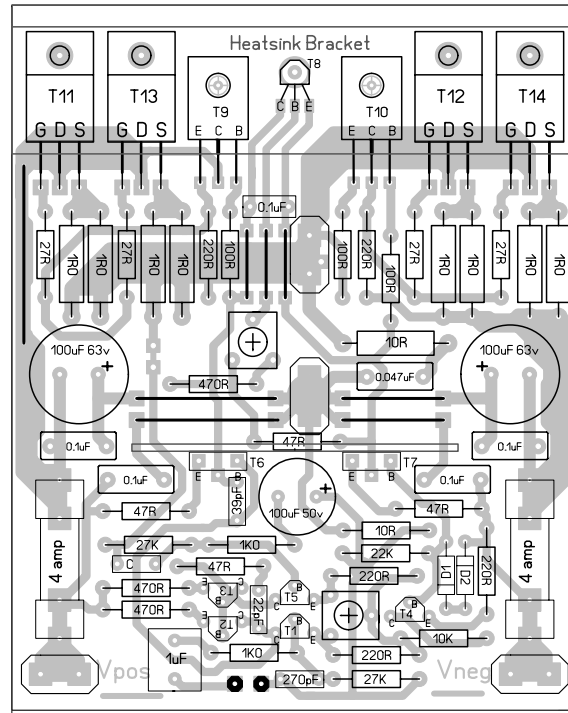 Heatsink Bracket
T8
T11 T13 T9 T10 T12 T14
C B E
G D S G D S E C B E C B G D S G D S
0.1uF
27R 1R0 1R0 27R 1R0 1R0 220R 100R 100R 220R 100R 27R 1R0 1R0 27R 1R0 1R0
100uF 63v + 10R 100uF 63v +
470R 0.047uF
47R
0.1uF 0.1uF
T6 T7
E B E B
0.1uF 39pF + 0.1uF
100uF 50v
47R 47R
4 amp 10R 4 amp
27K 1K0 22K
C 47R 220R D1 D2 220R
470R T3 22pF T5 C E
470R T2 T1 T4
C E C E C E C E
10K
1uF 1K0 220R
Vpos 270pF 27K Vneg